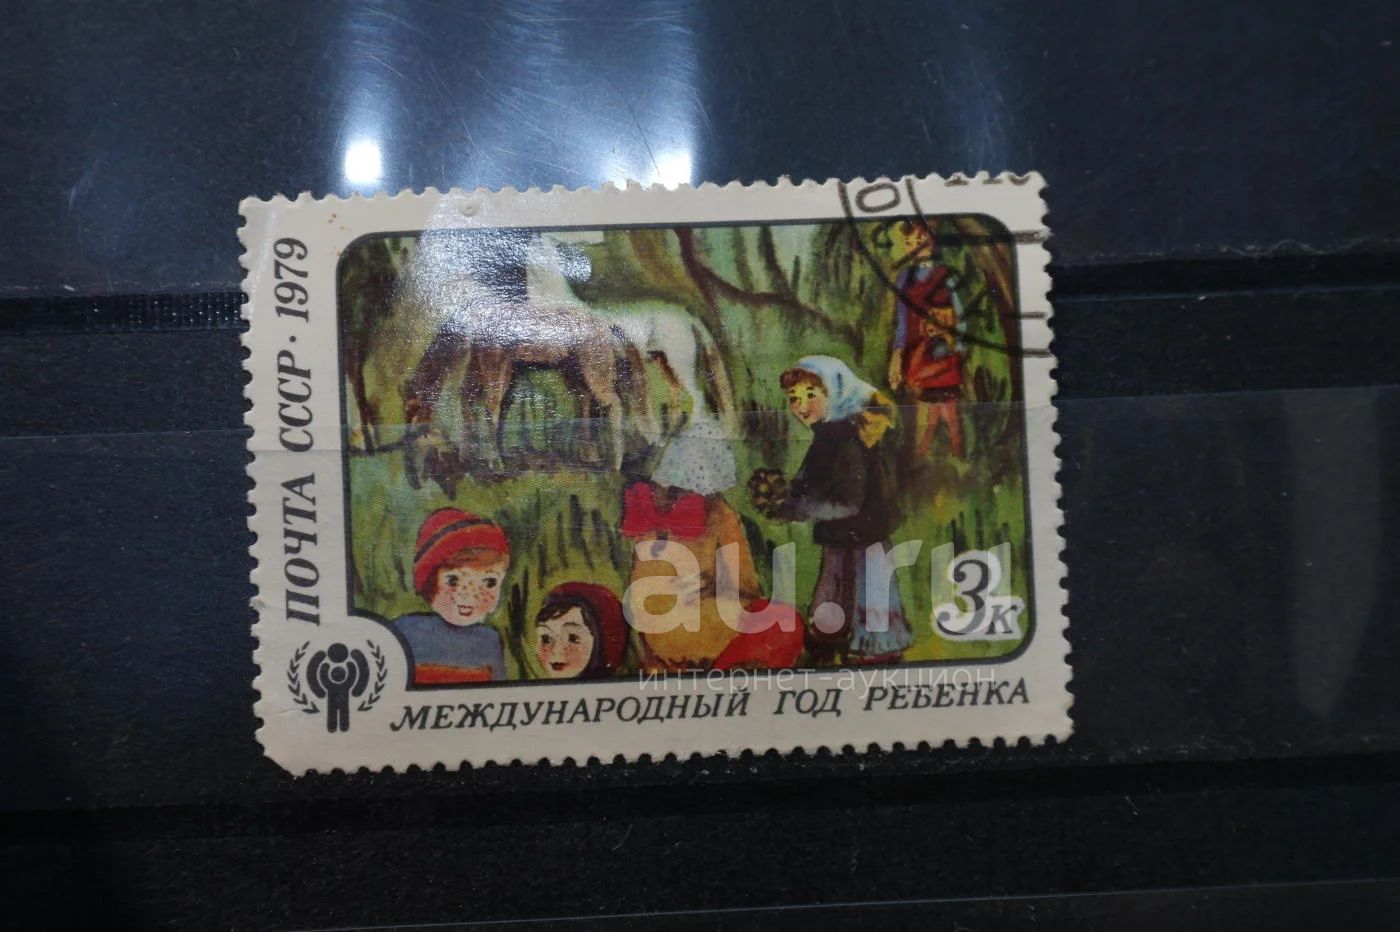 ПОЧТА СССР · 1979
3к
МЕЖДУНАРОДНЫЙ ГОД РЕБЕНКА
au.ru
интернет-аукцион